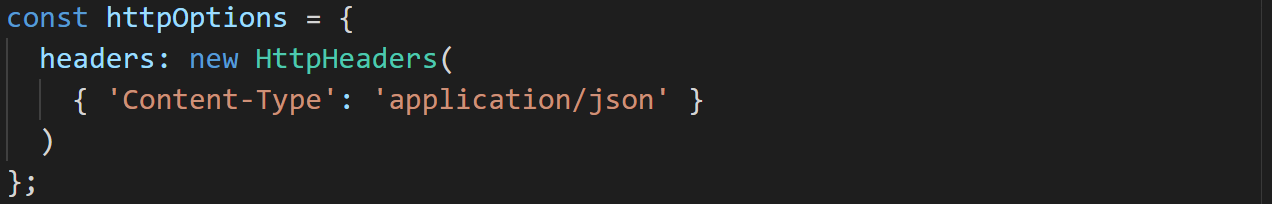 const httpOptions = {
  headers: new HttpHeaders(
    { 'Content-Type': 'application/json' }
  )
};